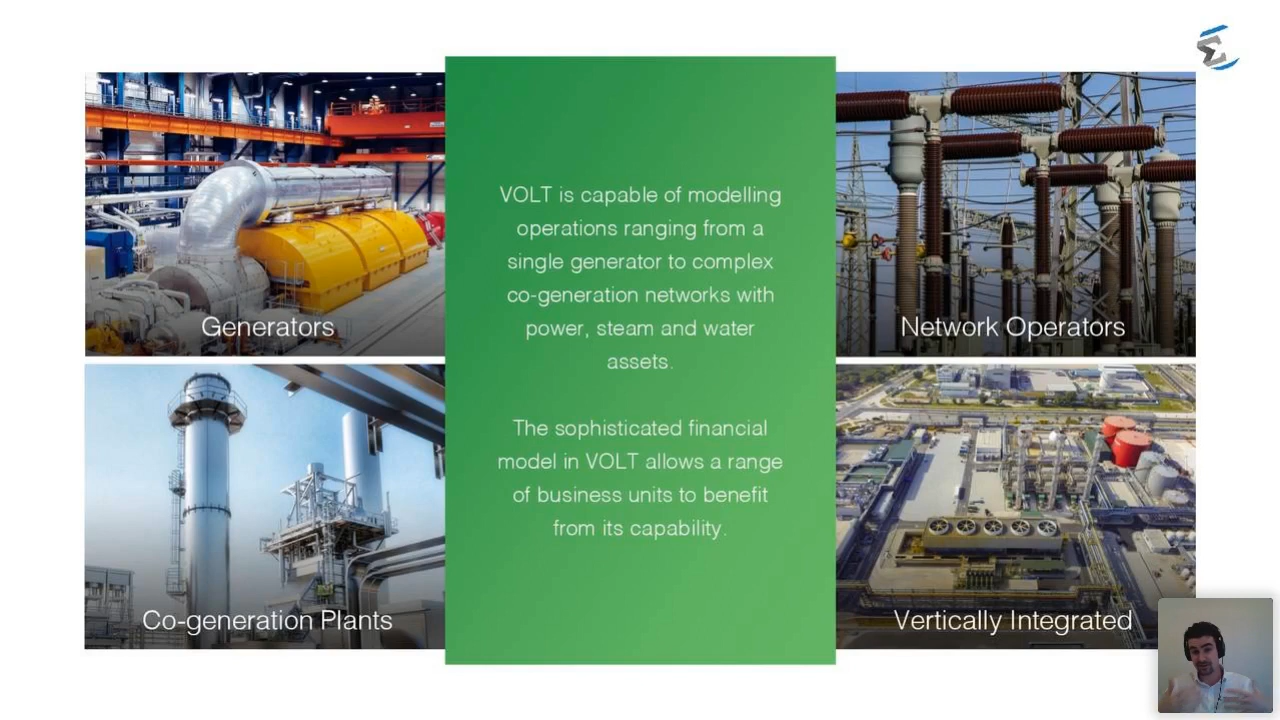 Generators
VOLT is capable of modelling
operations ranging from a
single generator to complex
co-generation networks with
power, steam and water
assets.
The sophisticated financial
model in VOLT allows a range
of business units to benefit
from its capability.
Network Operators
Co-generation Plants
Vertically Integrated